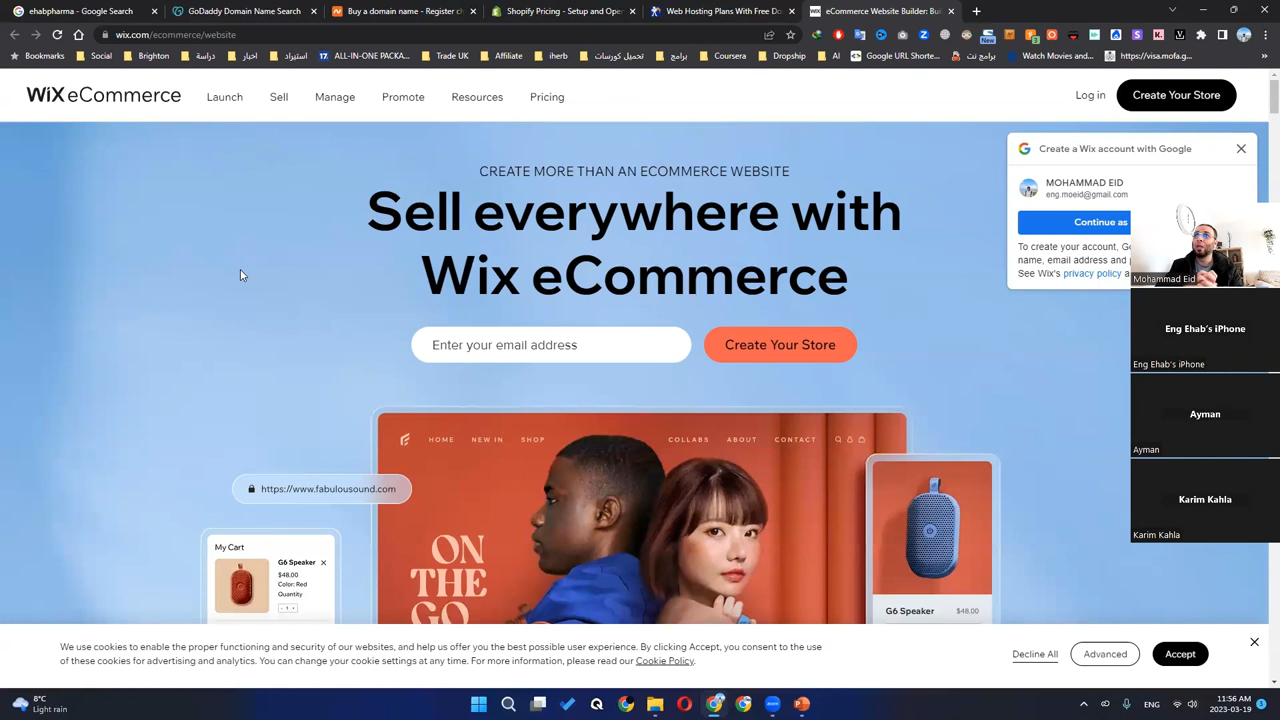 ehabpharma - Google Search
GoDaddy Domain Name Search
Buy a domain name - Register c
Shopify Pricing - Setup and Ope
Web Hosting Plans With Free Do
eCommerce Website Builder: Bui
wix.com/ecommerce/website
Bookmarks Social Brighton دراسة اخبار استيراد ALL-IN-ONE PACKA... Trade UK Affiliate iherb تحميل كورسات برامج Coursera Dropbox AI Google URL Shorten... برامج نت Watch Movies and... https://visa.mofa.g...
New
WiX eCommerce Launch Sell Manage Promote Resources Pricing Log in Create Your Store
CREATE MORE THAN AN ECOMMERCE WEBSITE
Sell everywhere with
Wix eCommerce
Enter your email address Create Your Store
Create a Wix account with Google
MOHAMMAD EID
eng.moeid@gmail.com
Continue as
To create your account, Go
name, email address and p
See Wix's privacy policy a
Mohammad Eid
Eng Ehab's iPhone
Eng Ehab's iPhone
Ayman
Ayman
Karim Kahla
Karim Kahla
HOME NEW IN SHOP COLLABS ABOUT CONTACT
https://www.fabulousound.com
ON
THE
GO
My Cart
G6 Speaker
$48.00
Color: Red
Quantity
- 1 +
G6 Speaker $48.00
We use cookies to enable the proper functioning and security of our websites, and help us offer you the best possible user experience. By clicking Accept, you consent to the use
of these cookies for advertising and analytics. You can change your cookie settings at any time. For more information, please read our Cookie Policy.
Decline All Advanced Accept
8°C
Light rain
ENG
11:56 AM
2023-03-19